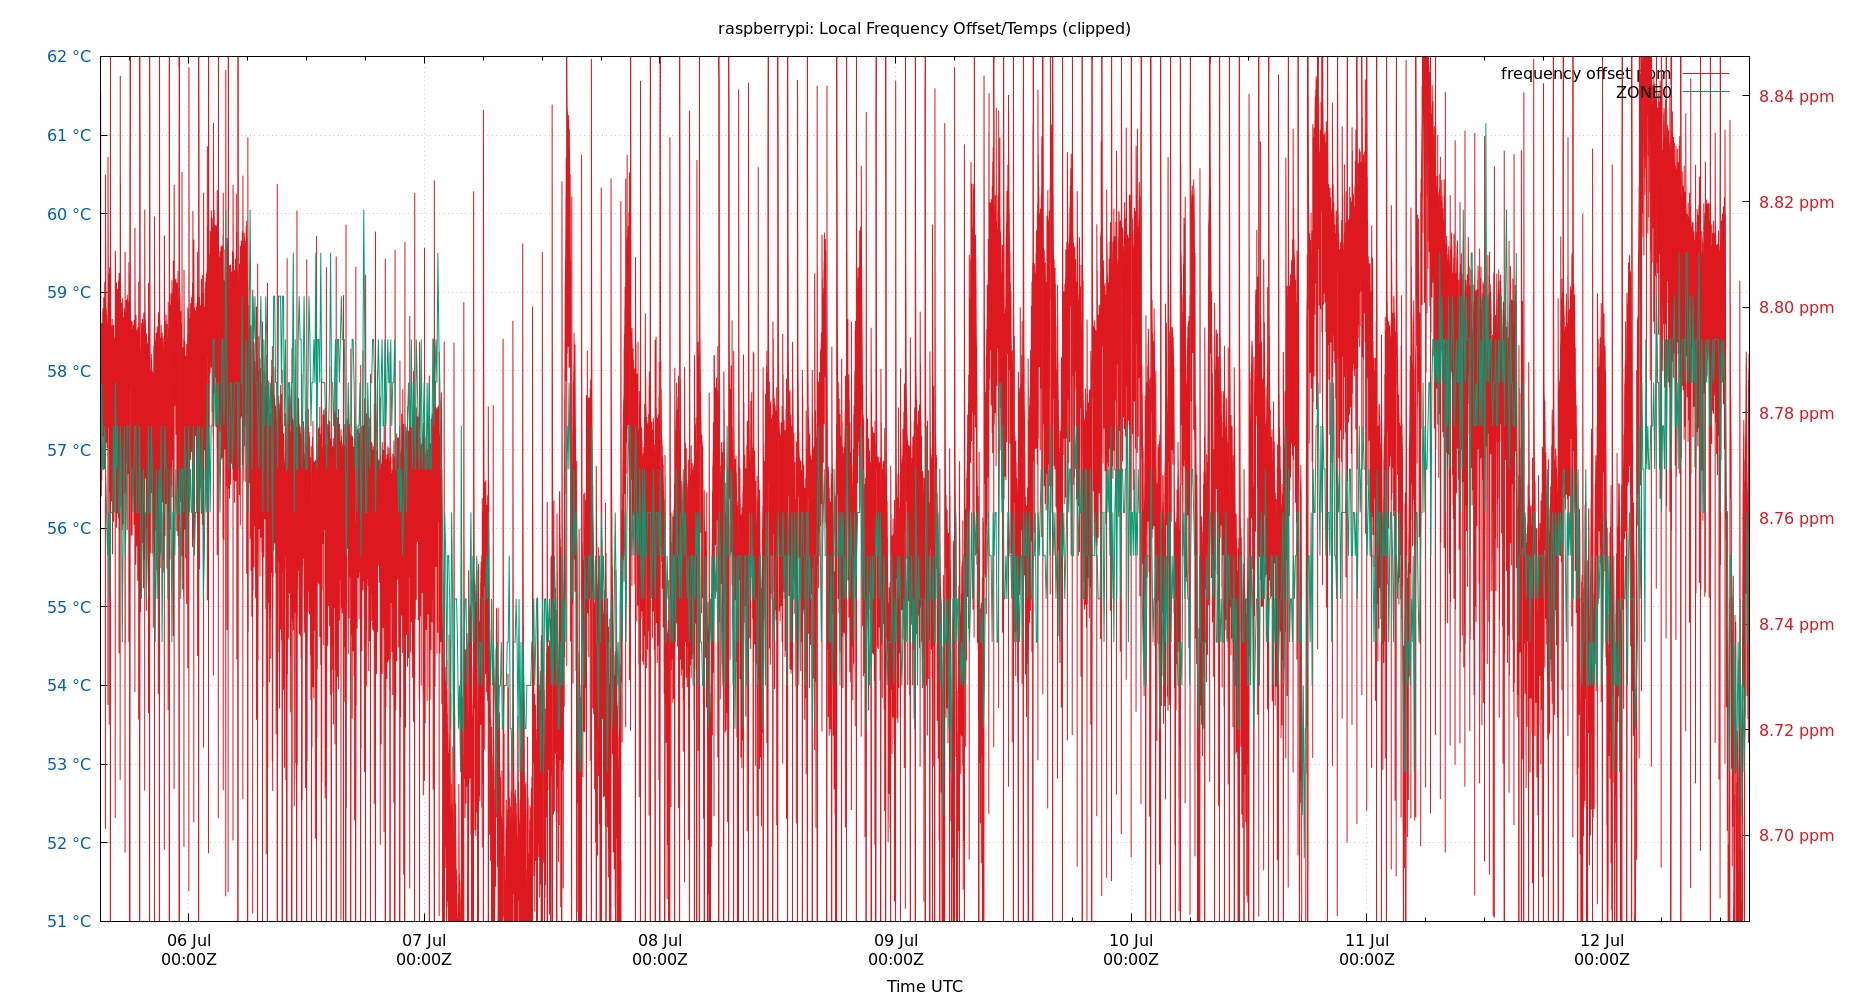 raspberrypi: Local Frequency Offset/Temps (clipped)
62 °C
61 °C
60 °C
59 °C
58 °C
57 °C
56 °C
55 °C
54 °C
53 °C
52 °C
51 °C
frequency offset ppm
ZONE0
8.84 ppm
8.82 ppm
8.80 ppm
8.78 ppm
8.76 ppm
8.74 ppm
8.72 ppm
8.70 ppm
06 Jul 07 Jul 08 Jul 09 Jul 10 Jul 11 Jul 12 Jul
00:00Z 00:00Z 00:00Z 00:00Z 00:00Z 00:00Z 00:00Z
Time UTC